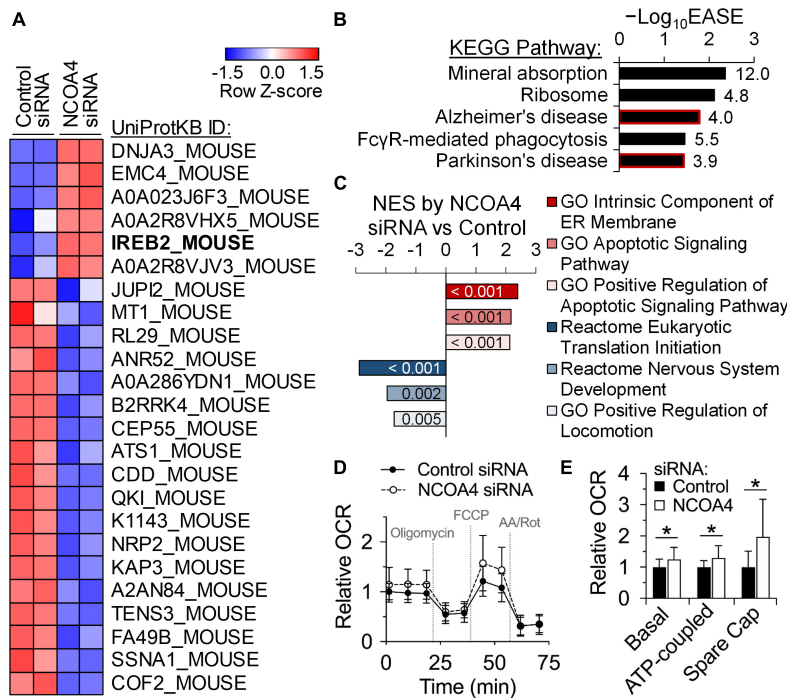 A
Control
siRNA
NCOA4
siRNA
-1.5 0.0 1.5
Row Z-score
UniProtKB ID:
DNJA3_MOUSE
EMC4_MOUSE
A0A023J6F3_MOUSE
A0A2R8VHX5_MOUSE
IREB2_MOUSE
A0A2R8VJV3_MOUSE
JUPI2_MOUSE
MT1_MOUSE
RL29_MOUSE
ANR52_MOUSE
A0A286YDN1_MOUSE
B2RRK4_MOUSE
CEP55_MOUSE
ATS1_MOUSE
CDD_MOUSE
QKI_MOUSE
K1143_MOUSE
NRP2_MOUSE
KAP3_MOUSE
A2AN84_MOUSE
TENS3_MOUSE
FA49B_MOUSE
SSNA1_MOUSE
COF2_MOUSE
B
−Log10EASE
0 1 2 3
KEGG Pathway:
Mineral absorption 12.0
Ribosome 4.8
Alzheimer's disease 4.0
FcγR-mediated phagocytosis 5.5
Parkinson's disease 3.9
C
NES by NCOA4
siRNA vs Control
-3 -2 -1 0 1 2 3
< 0.001
< 0.001
< 0.001
< 0.001
0.002
0.005
GO Intrinsic Component of
ER Membrane
GO Apoptotic Signaling
Pathway
GO Positive Regulation of
Apoptotic Signaling Pathway
Reactome Eukaryotic
Translation Initiation
Reactome Nervous System
Development
GO Positive Regulation of
Locomotion
D
Control siRNA
NCOA4 siRNA
Oligomycin
FCCP
AA/Rot
Relative OCR
2
1
0
0 25 50 75
Time (min)
E
siRNA:
Control
NCOA4
Relative OCR
4
3
2
1
0
* * *
Basal
ATP-coupled
Spare Cap